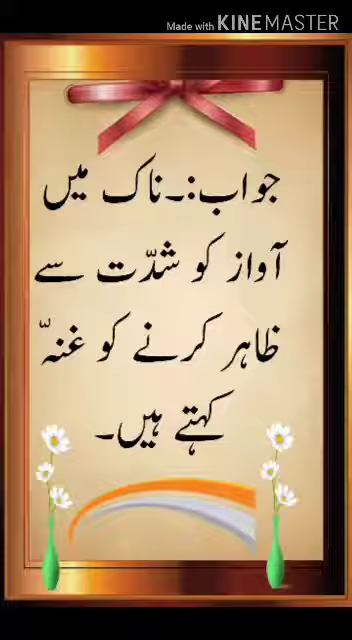 Made with KINEMASTER
جواب:۔ناک میں
آواز کو شدّت سے
ظاہر کرنے کو غنہّ
کہتے ہیں۔